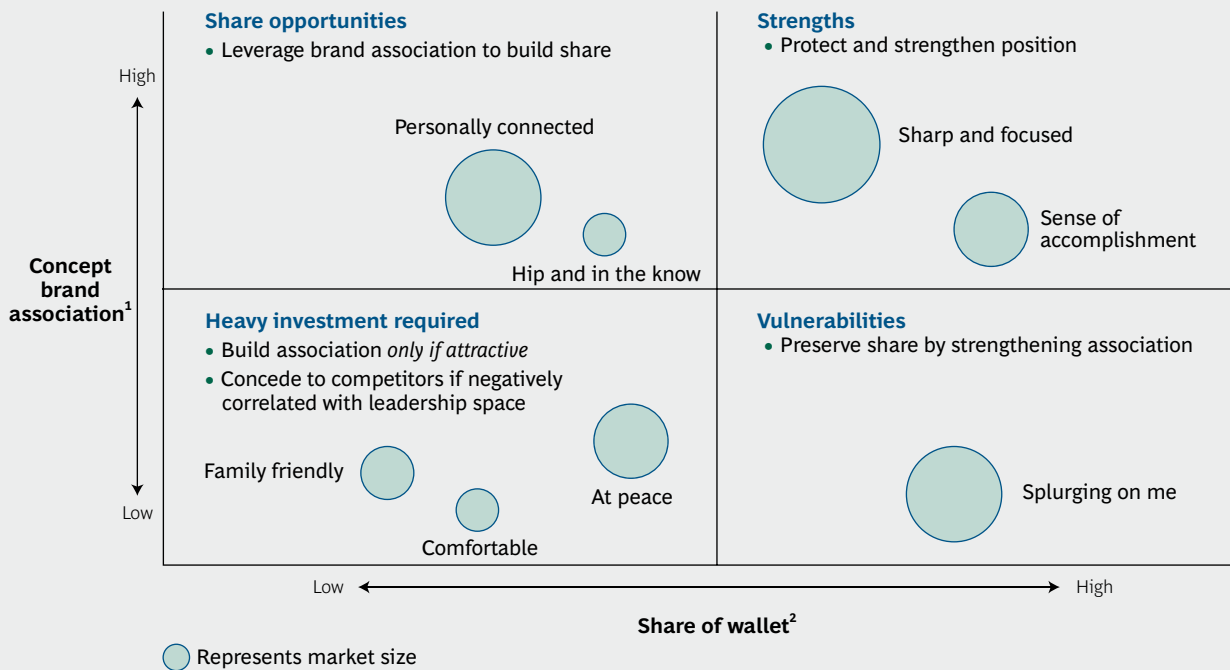 Share opportunities
• Leverage brand association to build share
Strengths
• Protect and strengthen position
High
Personally connected
Sharp and focused
Hip and in the know
Sense of
accomplishment
Concept
brand
association¹
Heavy investment required
• Build association only if attractive
• Concede to competitors if negatively
correlated with leadership space
Vulnerabilities
• Preserve share by strengthening association
Family friendly
At peace
Comfortable
Splurging on me
Low
Low
High
Share of wallet²
Represents market size